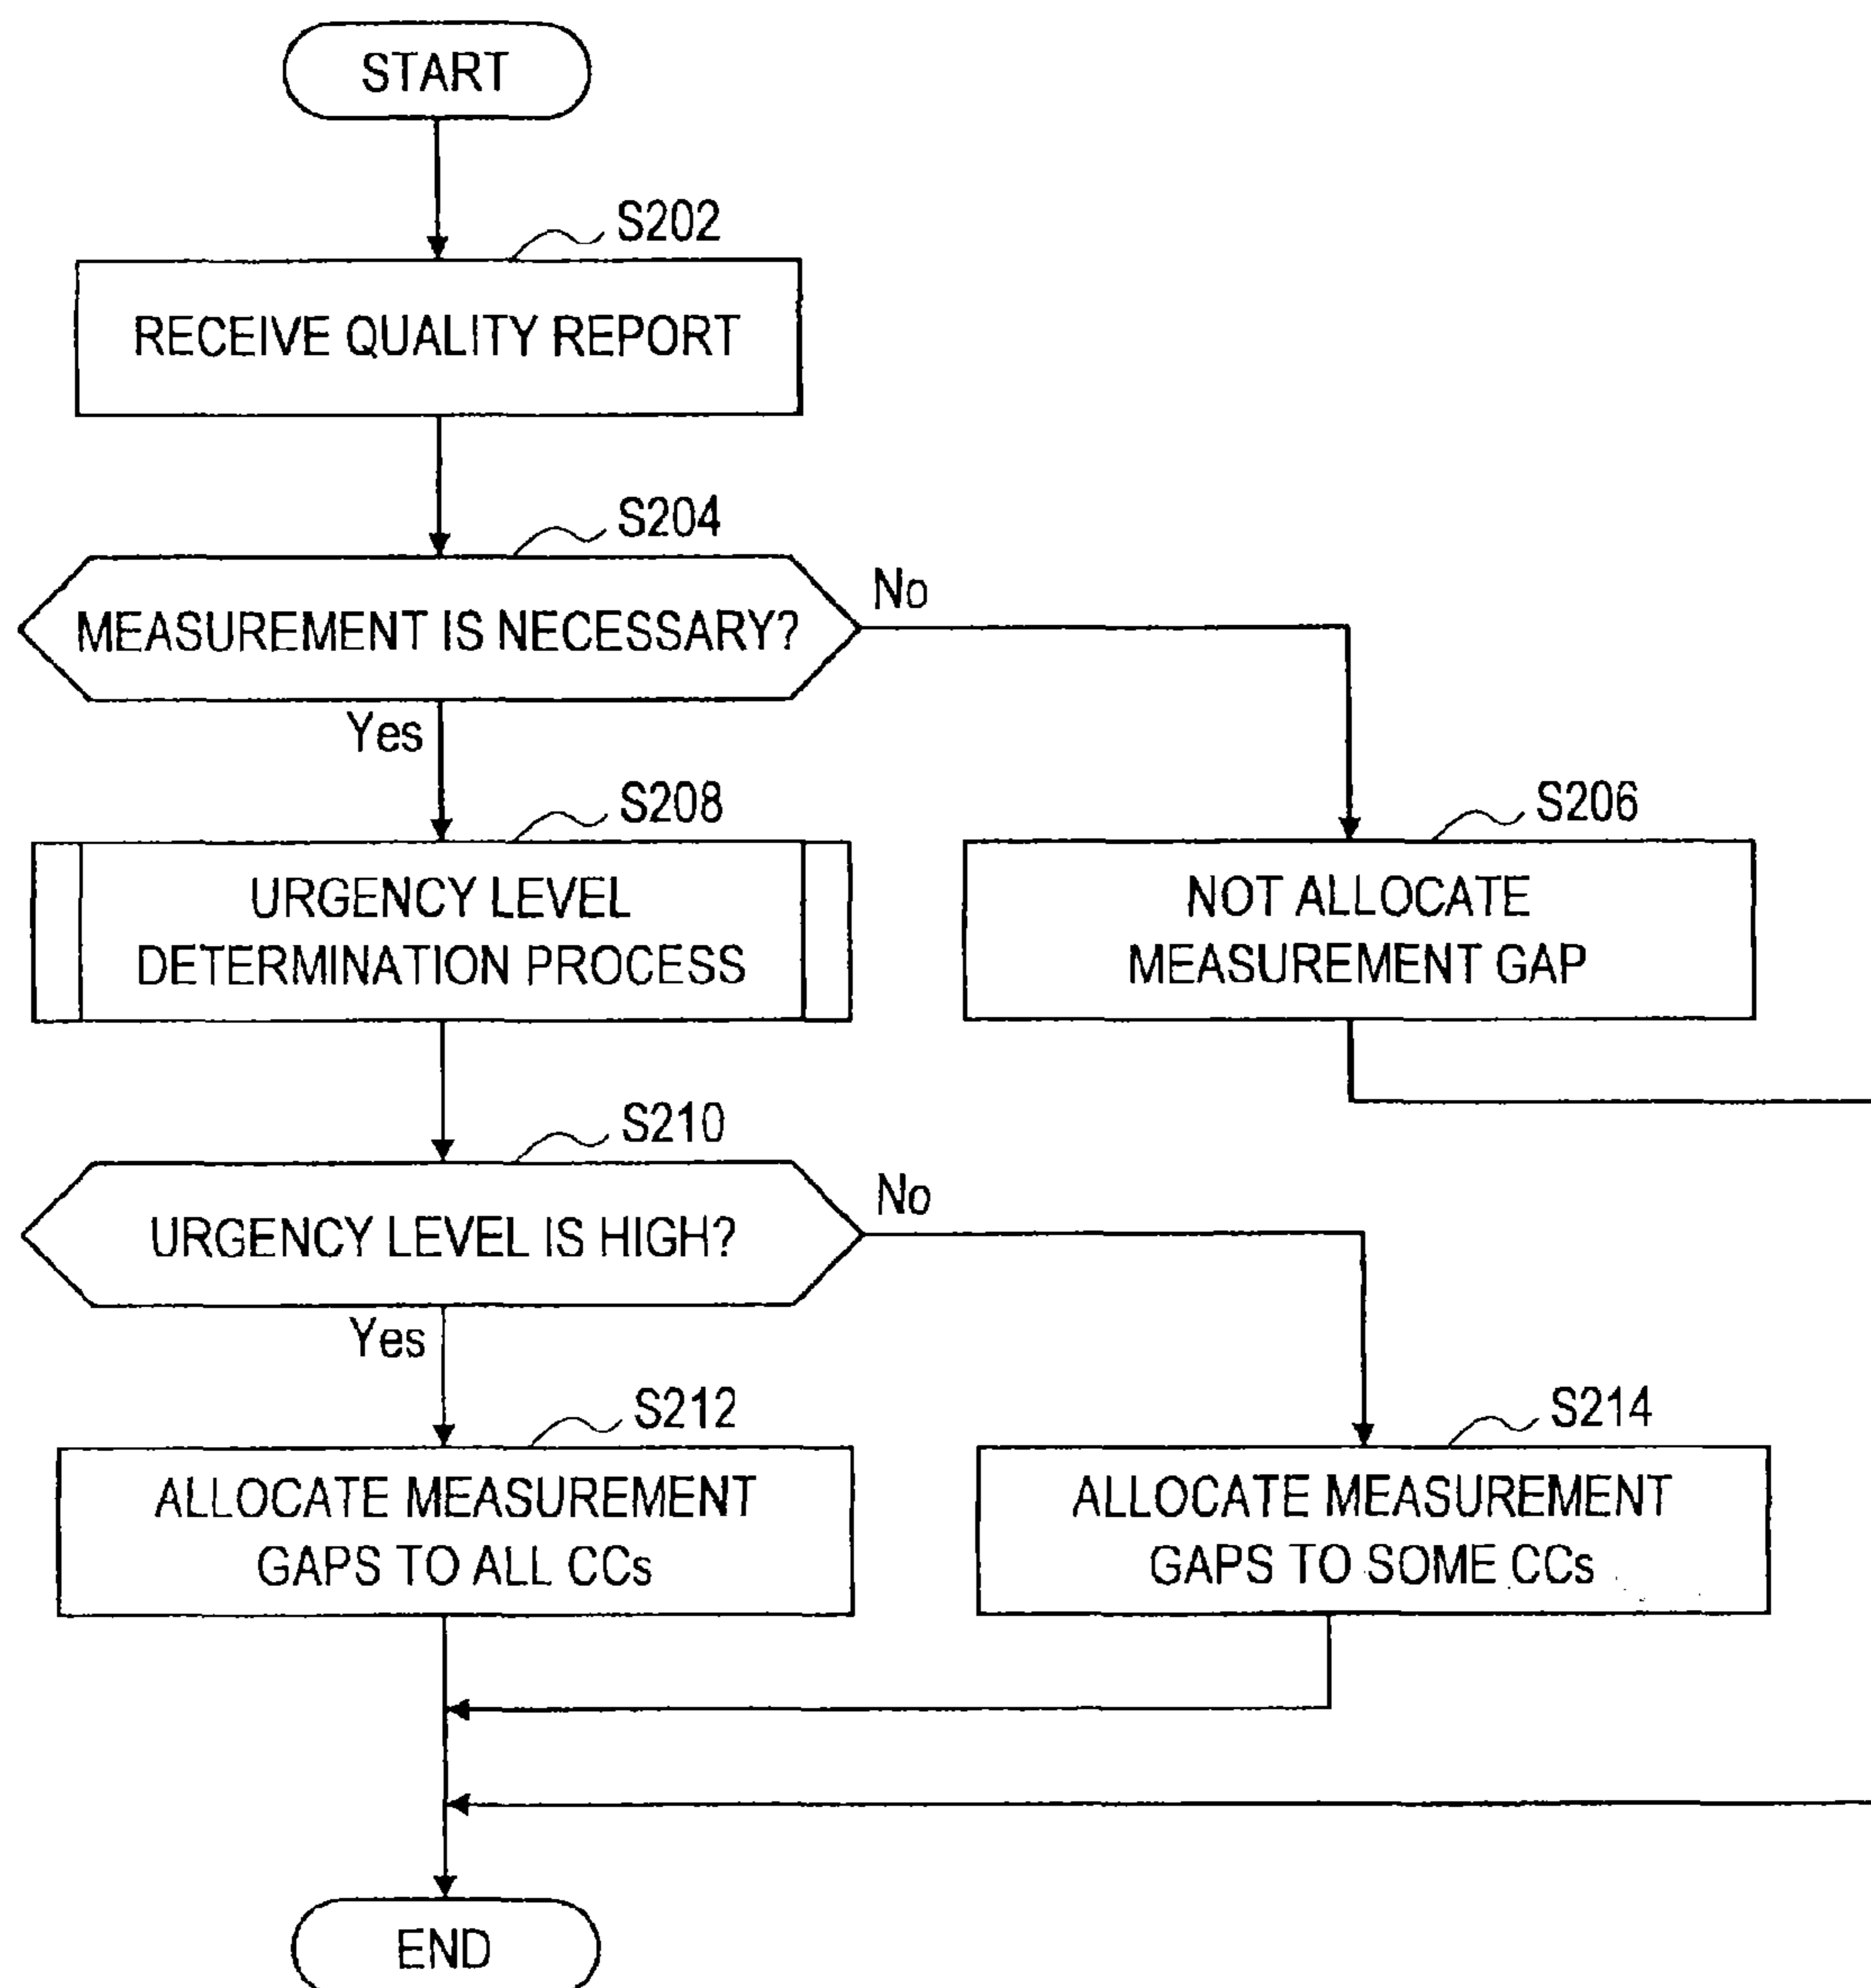 START
S202
RECEIVE QUALITY REPORT
S204
MEASUREMENT IS NECESSARY?
No
Yes
S208
URGENCY LEVEL
DETERMINATION PROCESS
S206
NOT ALLOCATE
MEASUREMENT GAP
S210
URGENCY LEVEL IS HIGH?
No
Yes
S212
ALLOCATE MEASUREMENT
GAPS TO ALL CCs
S214
ALLOCATE MEASUREMENT
GAPS TO SOME CCs
END